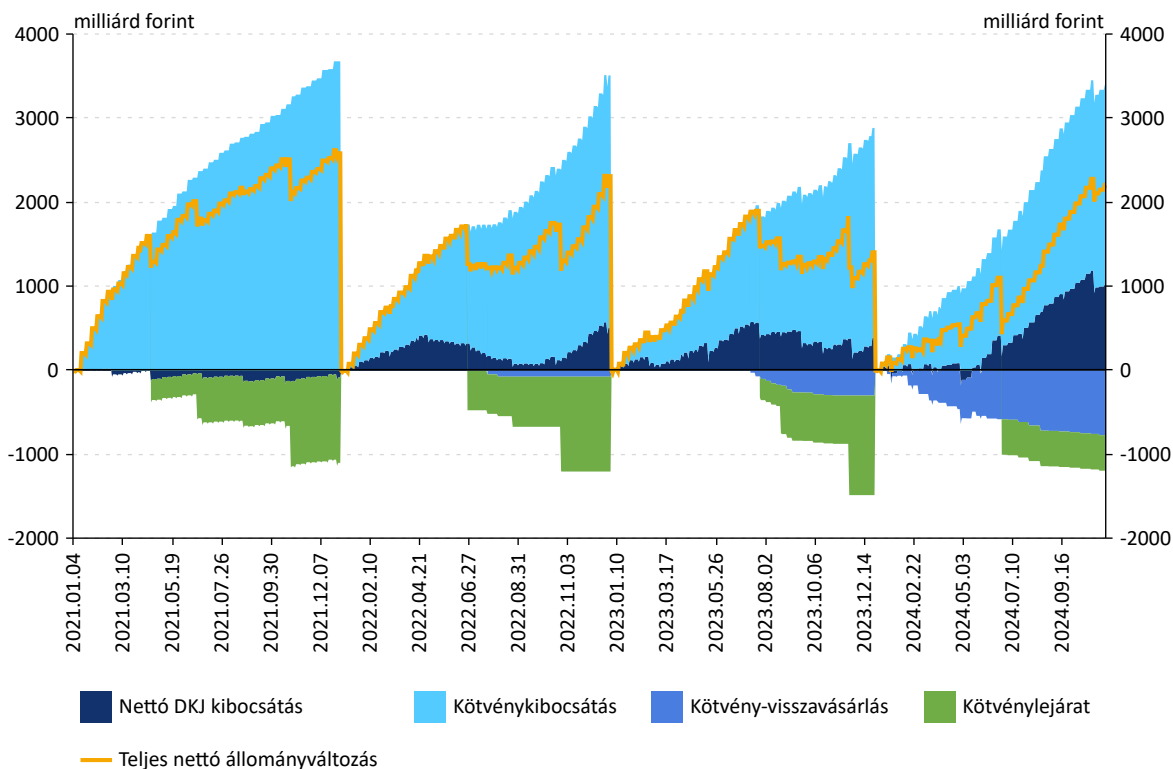 milliárd forint milliárd forint
4000 4000
3000 3000
2000 2000
1000 1000
0 0
-1000 -1000
-2000 -2000
2021.01.04 2021.03.10 2021.05.19 2021.07.26 2021.09.30 2021.12.07 2022.02.10 2022.04.21 2022.06.27 2022.08.31 2022.11.03 2023.01.10 2023.03.17 2023.05.26 2023.08.02 2023.10.06 2023.12.14 2024.02.22 2024.05.03 2024.07.10 2024.09.16
Nettó DKJ kibocsátás Kötvénykibocsátás Kötvény-visszavásárlás Kötvénylejárat
Teljes nettó állományváltozás